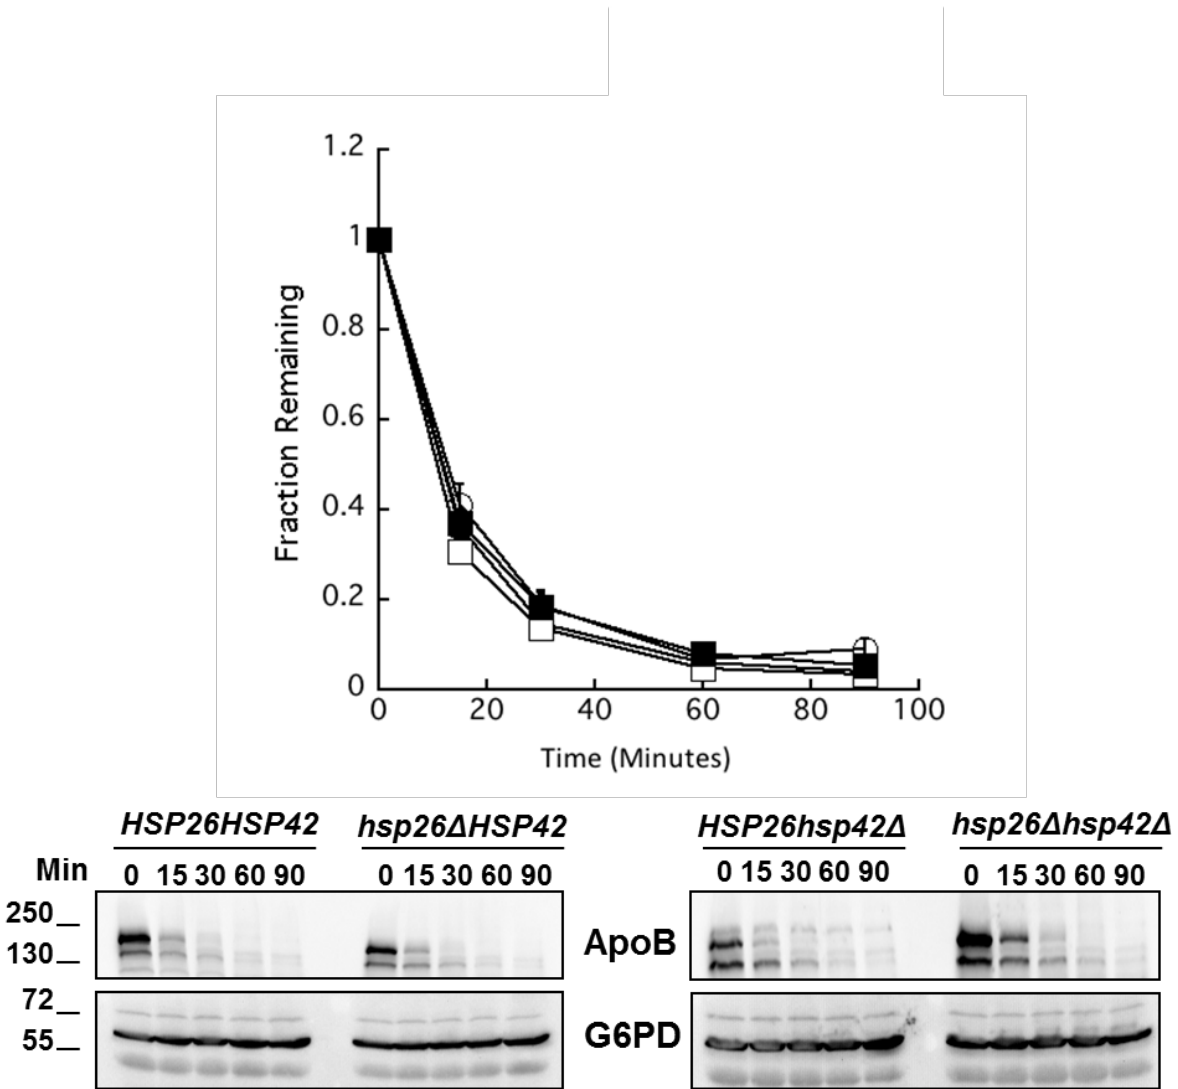 1.2
1
0.8
0.6
0.4
0.2
0
Fraction Remaining
0 20 40 60 80 100
Time (Minutes)
HSP26HSP42 hsp26ΔHSP42 HSP26hsp42Δ hsp26Δhsp42Δ
Min 0 15 30 60 90 0 15 30 60 90 0 15 30 60 90 0 15 30 60 90
250
130
ApoB
72
55
G6PD